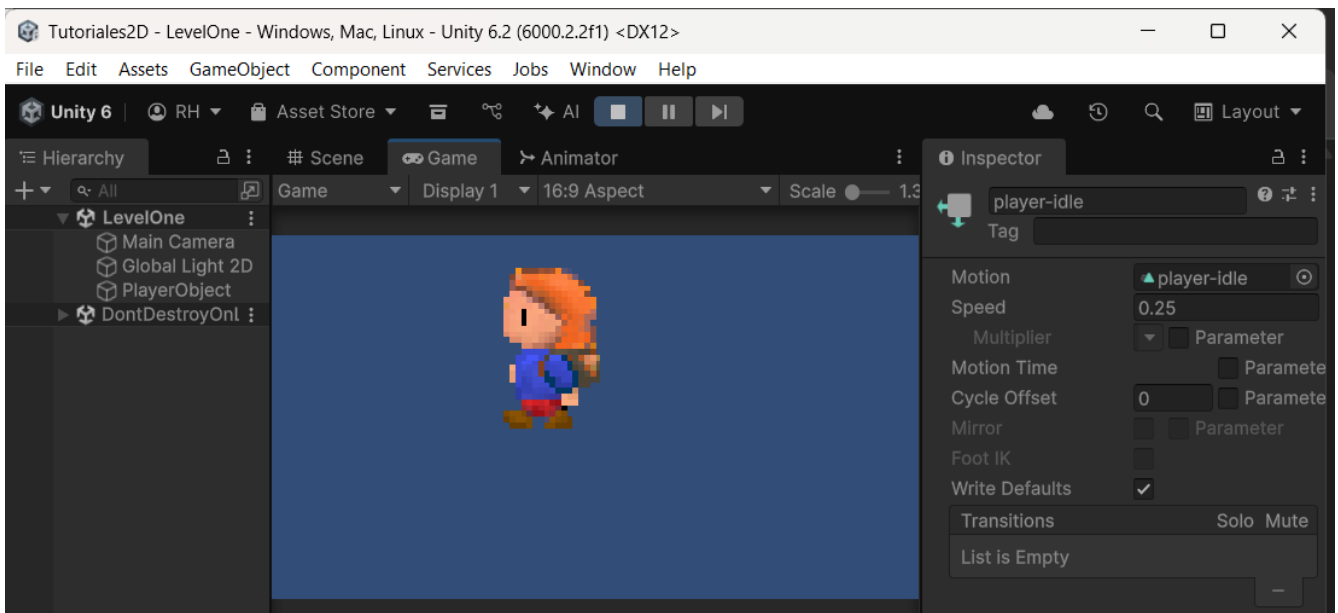 Tutoriales2D - LevelOne - Windows, Mac, Linux - Unity 6.2 (6000.2.2f1) <DX12>
File Edit Assets GameObject Component Services Jobs Window Help
Unity 6 RH Asset Store AI Layout
Hierarchy # Scene Game Animator Inspector
All Game Display 1 16:9 Aspect Scale 1.3 player-idle
LevelOne Tag
Main Camera
Global Light 2D Motion player-idle
PlayerObject Speed 0.25
DontDestroyOnL
Multiplier Parameter
Motion Time Paramete
Cycle Offset 0 Paramete
Mirror Parameter
Foot IK
Write Defaults
Transitions Solo Mute
List is Empty